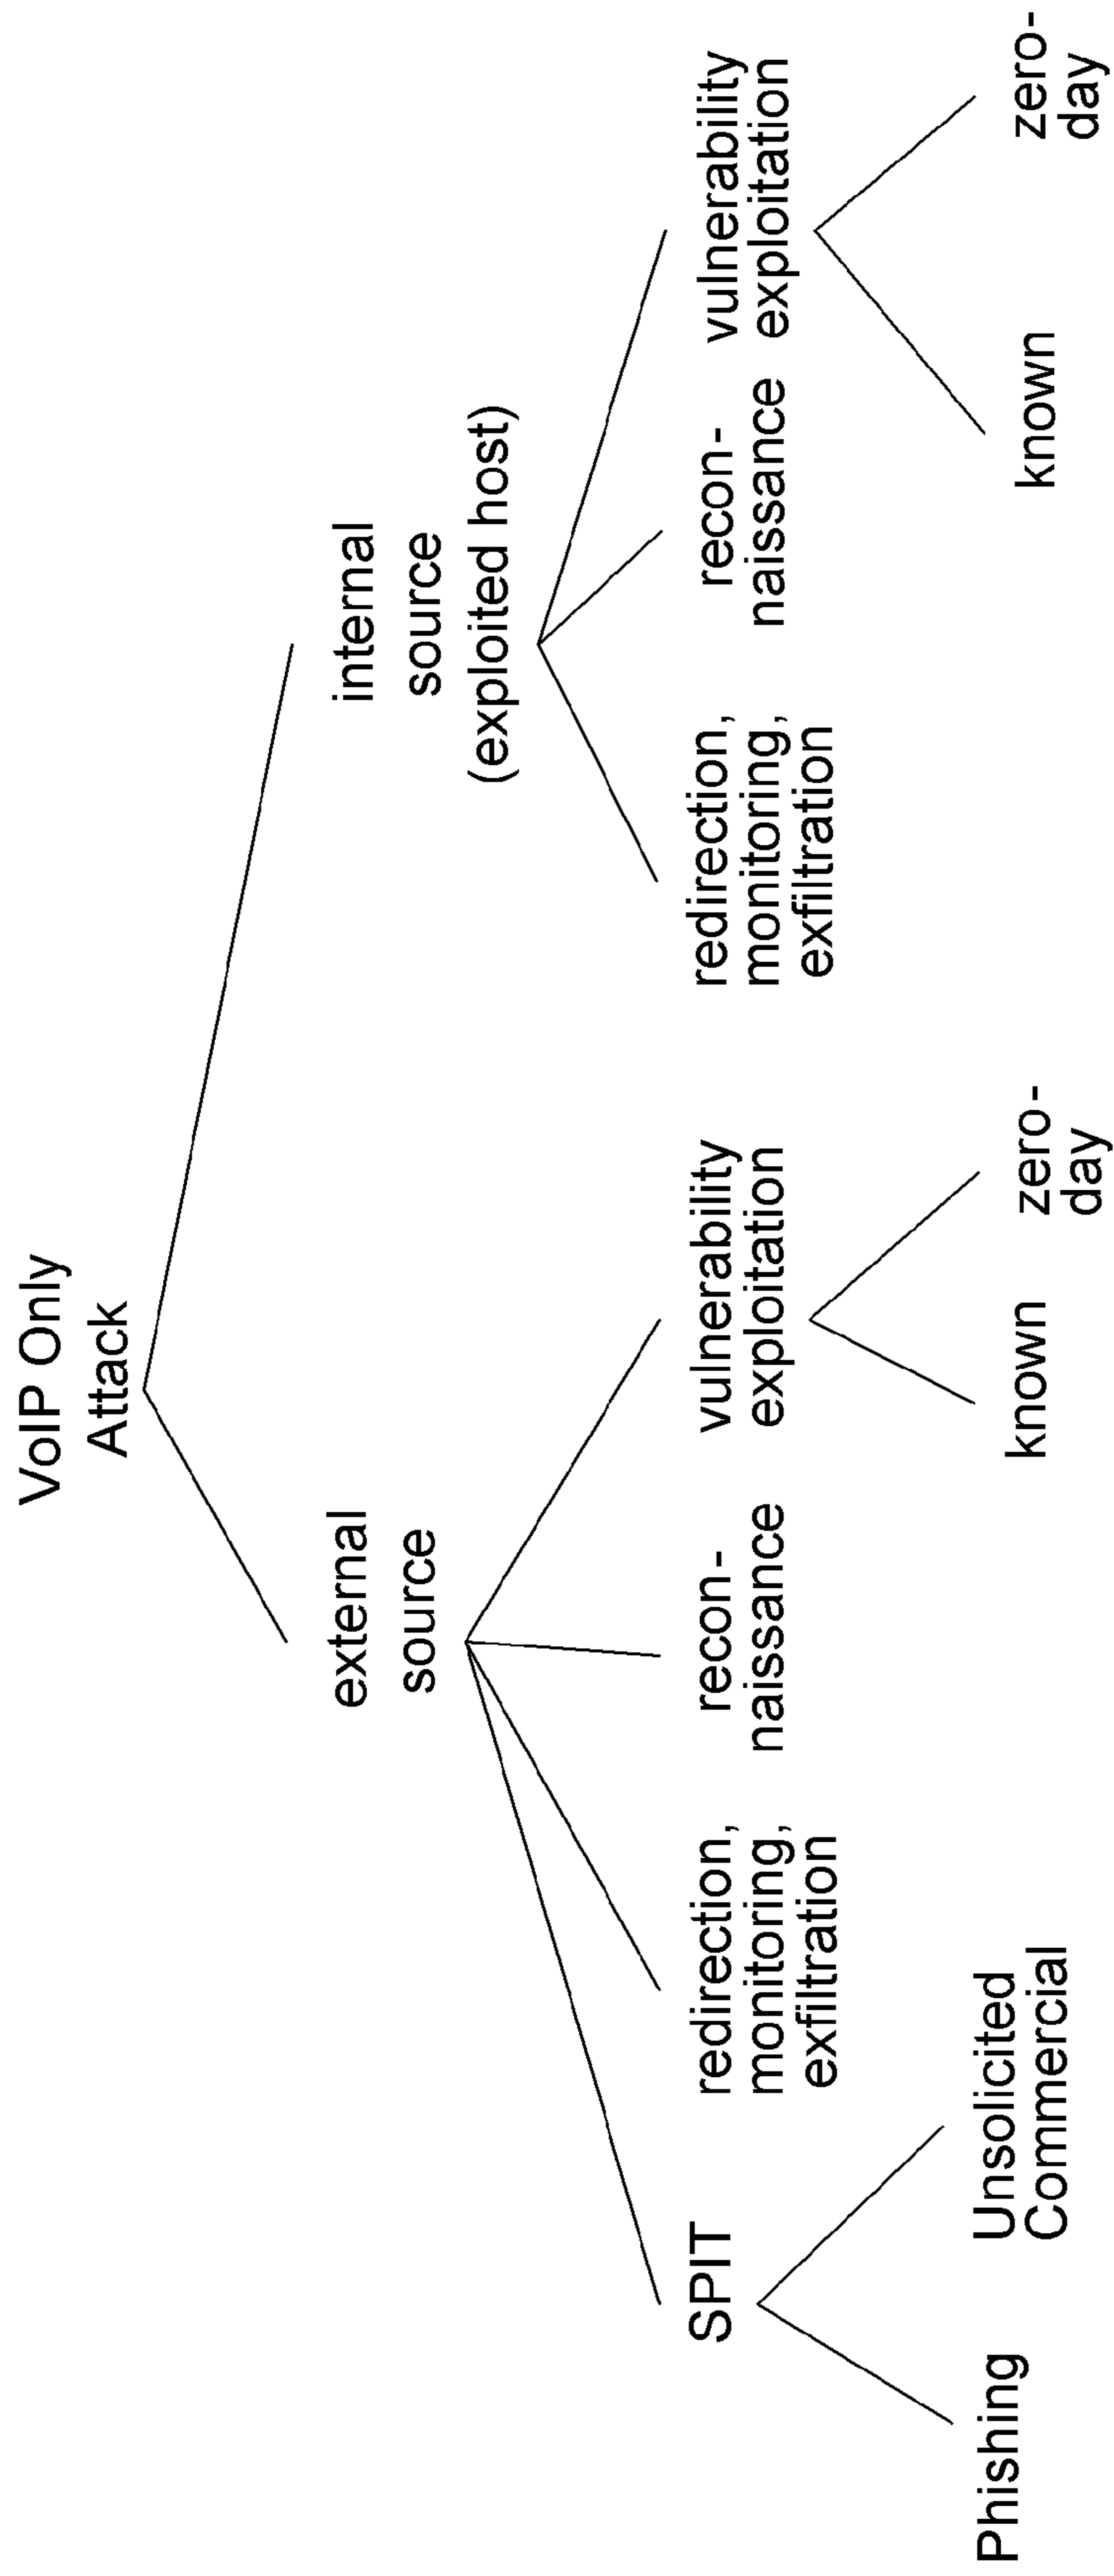 VoIP Only
Attack
external
source
internal
source
(exploited host)
SPIT
redirection,
monitoring,
exfiltration
recon-
naissance
vulnerability
exploitation
redirection,
monitoring,
exfiltration
recon-
naissance
vulnerability
exploitation
Phishing
Unsolicited
Commercial
known
zero-
day
known
zero-
day